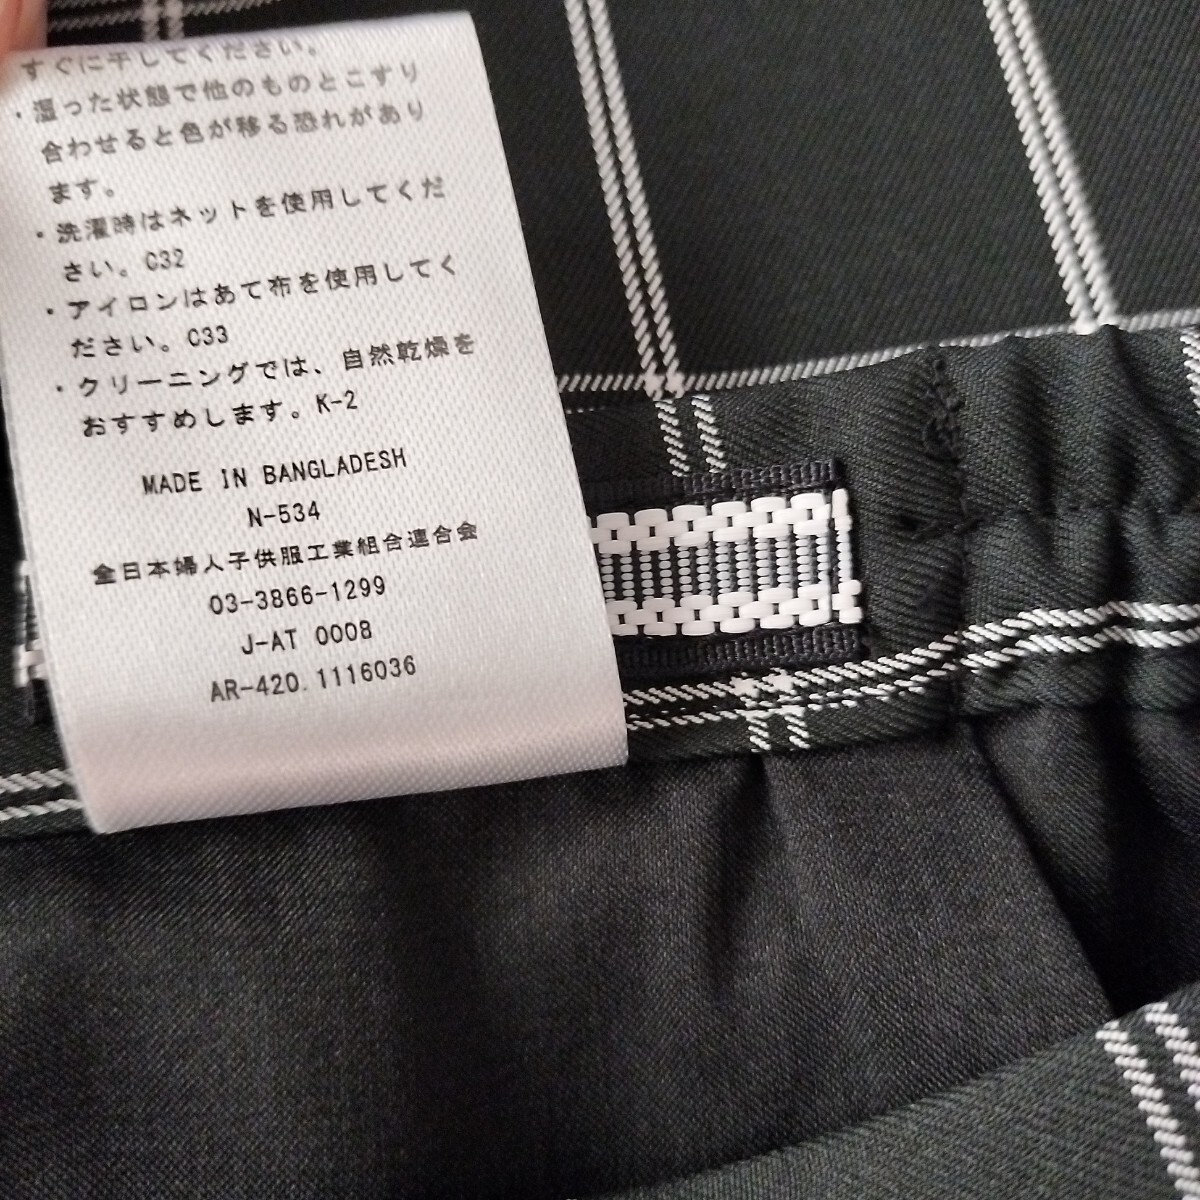 すぐに干してください。
・湿った状態で他のものとこすり
合わせると色が移る恐れがあり
ます。
・洗濯時はネットを使用してくだ
さい。C32
・アイロンはあて布を使用してく
ださい。C33
・クリーニングでは、自然乾燥を
おすすめします。K-2
MADE IN BANGLADESH
N-534
全日本婦人子供服工業組合連合会
03-3866-1299
J-AT 0008
AR-420.1116036